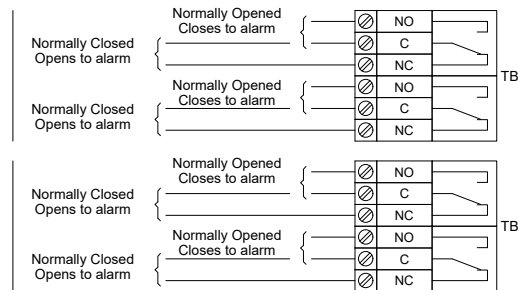 Normally Opened
Closes to alarm
NO
Normally Closed
Opens to alarm
C
NC
TB
Normally Opened
Closes to alarm
NO
Normally Closed
Opens to alarm
C
NC
Normally Opened
Closes to alarm
NO
Normally Closed
Opens to alarm
C
NC
TB
Normally Opened
Closes to alarm
NO
Normally Closed
Opens to alarm
C
NC